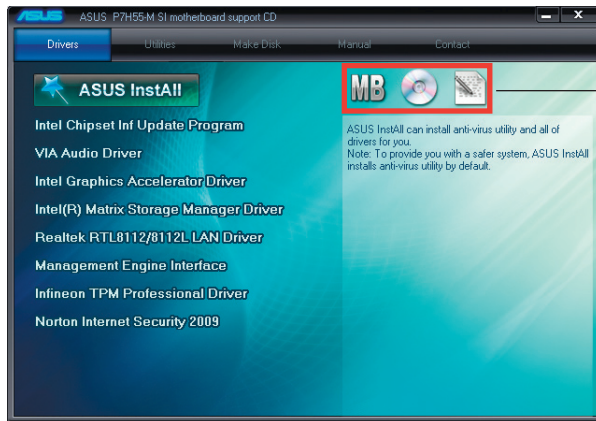 ASUS ASUS P7H55-M SI motherboard support CD
Drivers Utilities Make Disk Manual Contact
ASUS InstAll
MB
Intel Chipset Inf Update Program
VIA Audio Driver
Intel Graphics Accelerator Driver
Intel(R) Matrix Storage Manager Driver
Realtek RTL8112/8112L LAN Driver
Management Engine Interface
Infineon TPM Professional Driver
Norton Internet Security 2009
ASUS InstAll can install anti-virus utility and all of
drivers for you.
Note: To provide you with a safer system, ASUS InstAll
installs anti-virus utility by default.